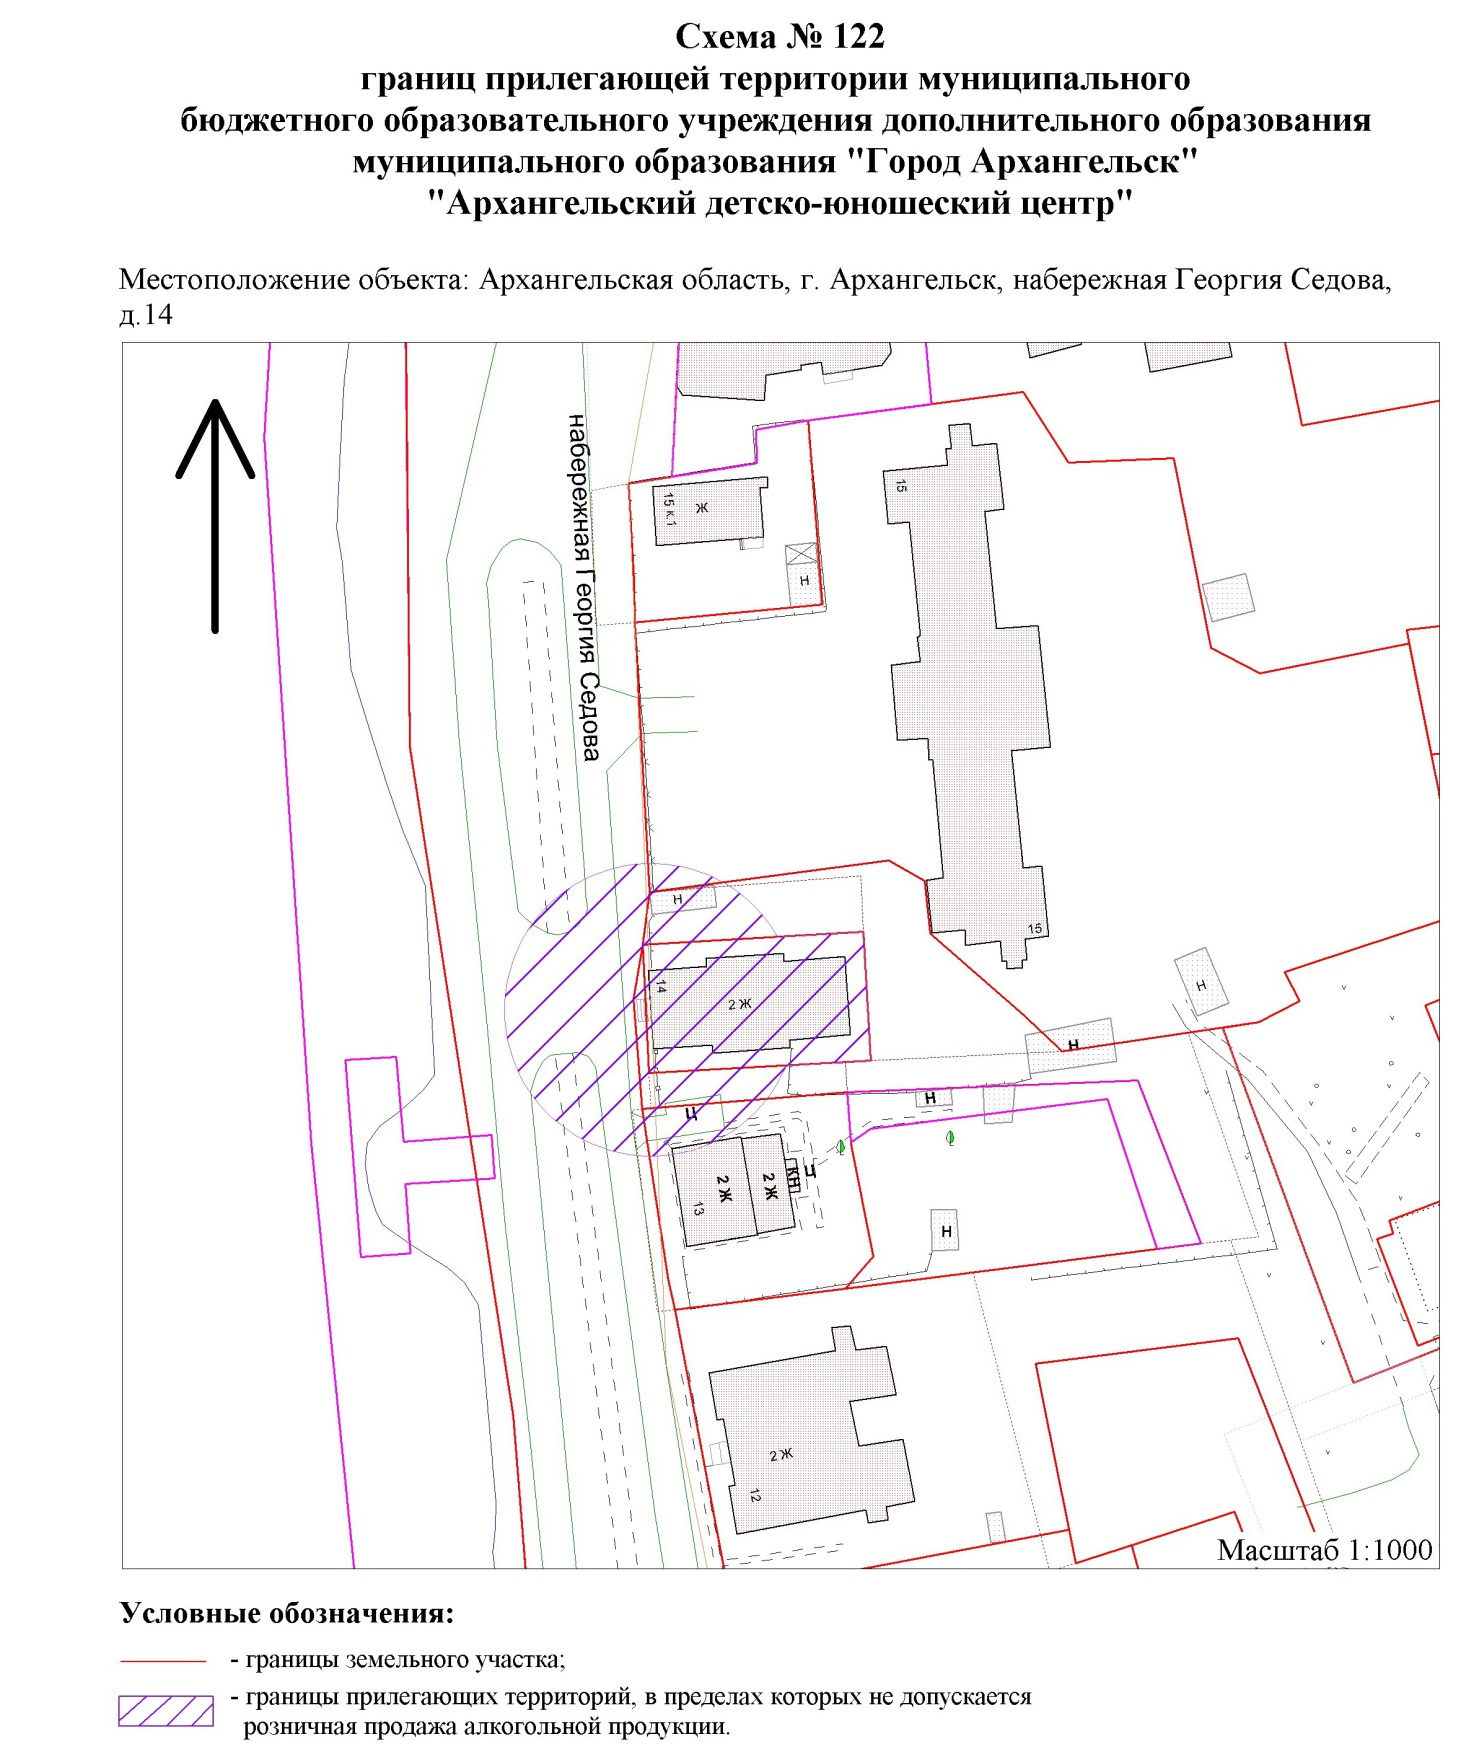 Схема № 122
границ прилегающей территории муниципального
бюджетного образовательного учреждения дополнительного образования
муниципального образования "Город Архангельск"
"Архангельский детско-юношеский центр"
Местоположение объекта: Архангельская область, г. Архангельск, набережная Георгия Седова,
д.14
набережная Георгия Седова
15 к.1
Ж
Н
15
15
Н
14
2 Ж
Н
Н
Ц
Н
2 Ж
2 Ж
КН
Ц
13
Н
2 Ж
12
Масштаб 1:1000
Условные обозначения:
- границы земельного участка;
- границы прилегающих территорий, в пределах которых не допускается
розничная продажа алкогольной продукции.